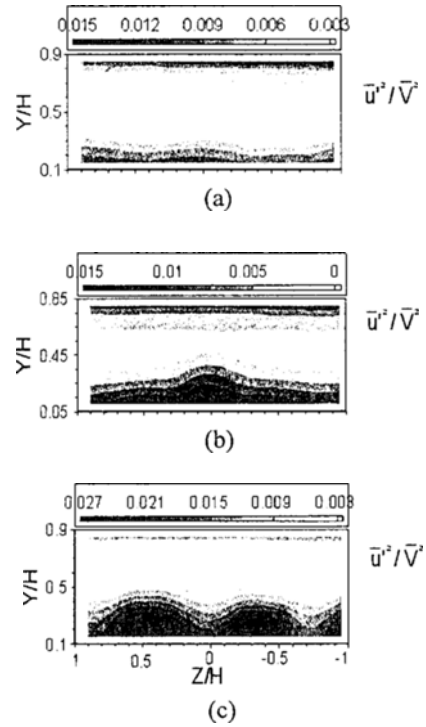 0.015 0.012 0.009 0.006 0.003
0.9
Y/H
0.5
0.1
u̅'²/V̅²
(a)
0.015 0.01 0.005 0
0.65
Y/H
0.45
0.05
u̅'²/V̅²
(b)
0.027 0.021 0.015 0.009 0.003
0.9
Y/H
0.5
0.1
u̅'²/V̅²
1 0.5 0 -0.5 -1
Z/H
(c)